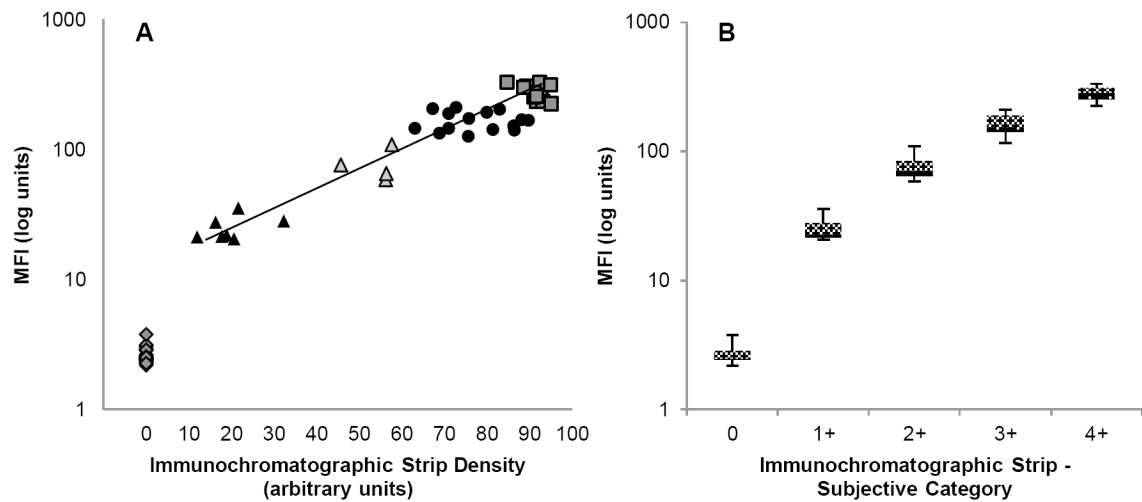 A
1000
100
10
1
MFI (log units)
0 10 20 30 40 50 60 70 80 90 100
Immunochromatographic Strip Density
(arbitrary units)
B
1000
100
10
1
MFI (log units)
0 1+ 2+ 3+ 4+
Immunochromatographic Strip -
Subjective Category